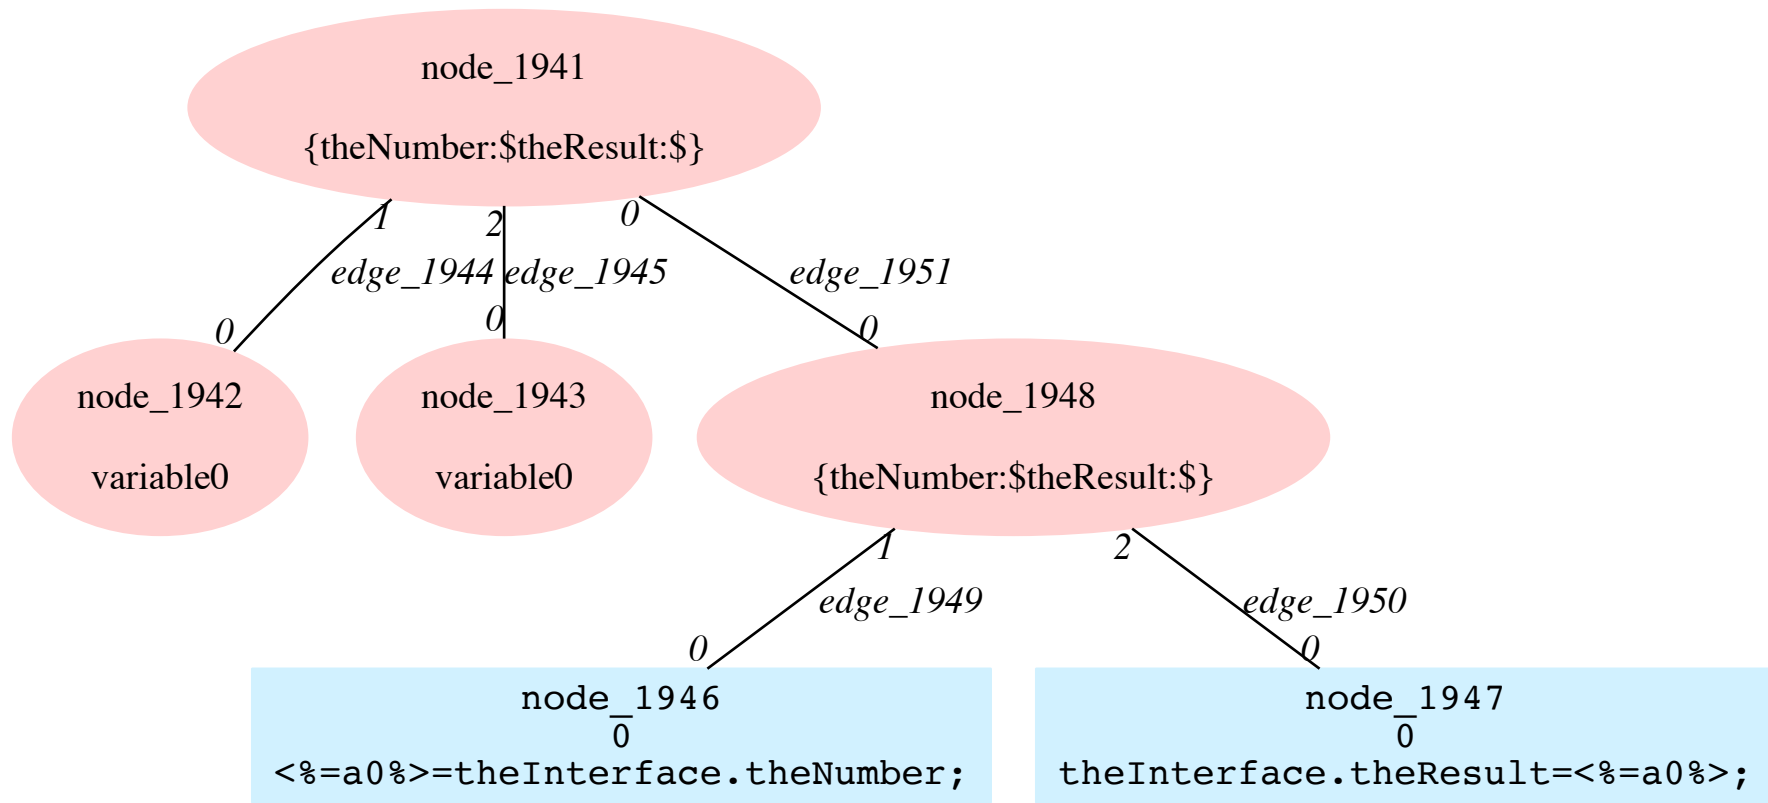 node_1941
{theNumber:$theResult:$}
1
2
0
edge_1944
edge_1945
edge_1951
0
0
0
node_1942
variable0
node_1943
variable0
node_1948
{theNumber:$theResult:$}
1
2
edge_1949
edge_1950
0
0
node_1946
0
<%=a0%>=theInterface.theNumber;
node_1947
0
theInterface.theResult=<%=a0%>;